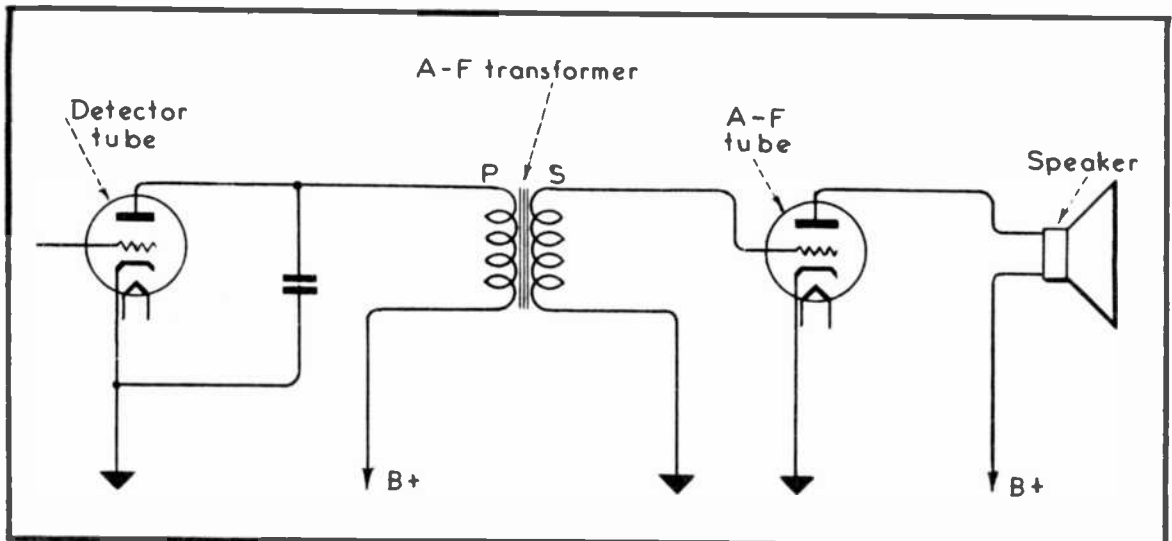 A-F transformer
Detector
tube
A-F
tube
Speaker
P
S
B+
B+